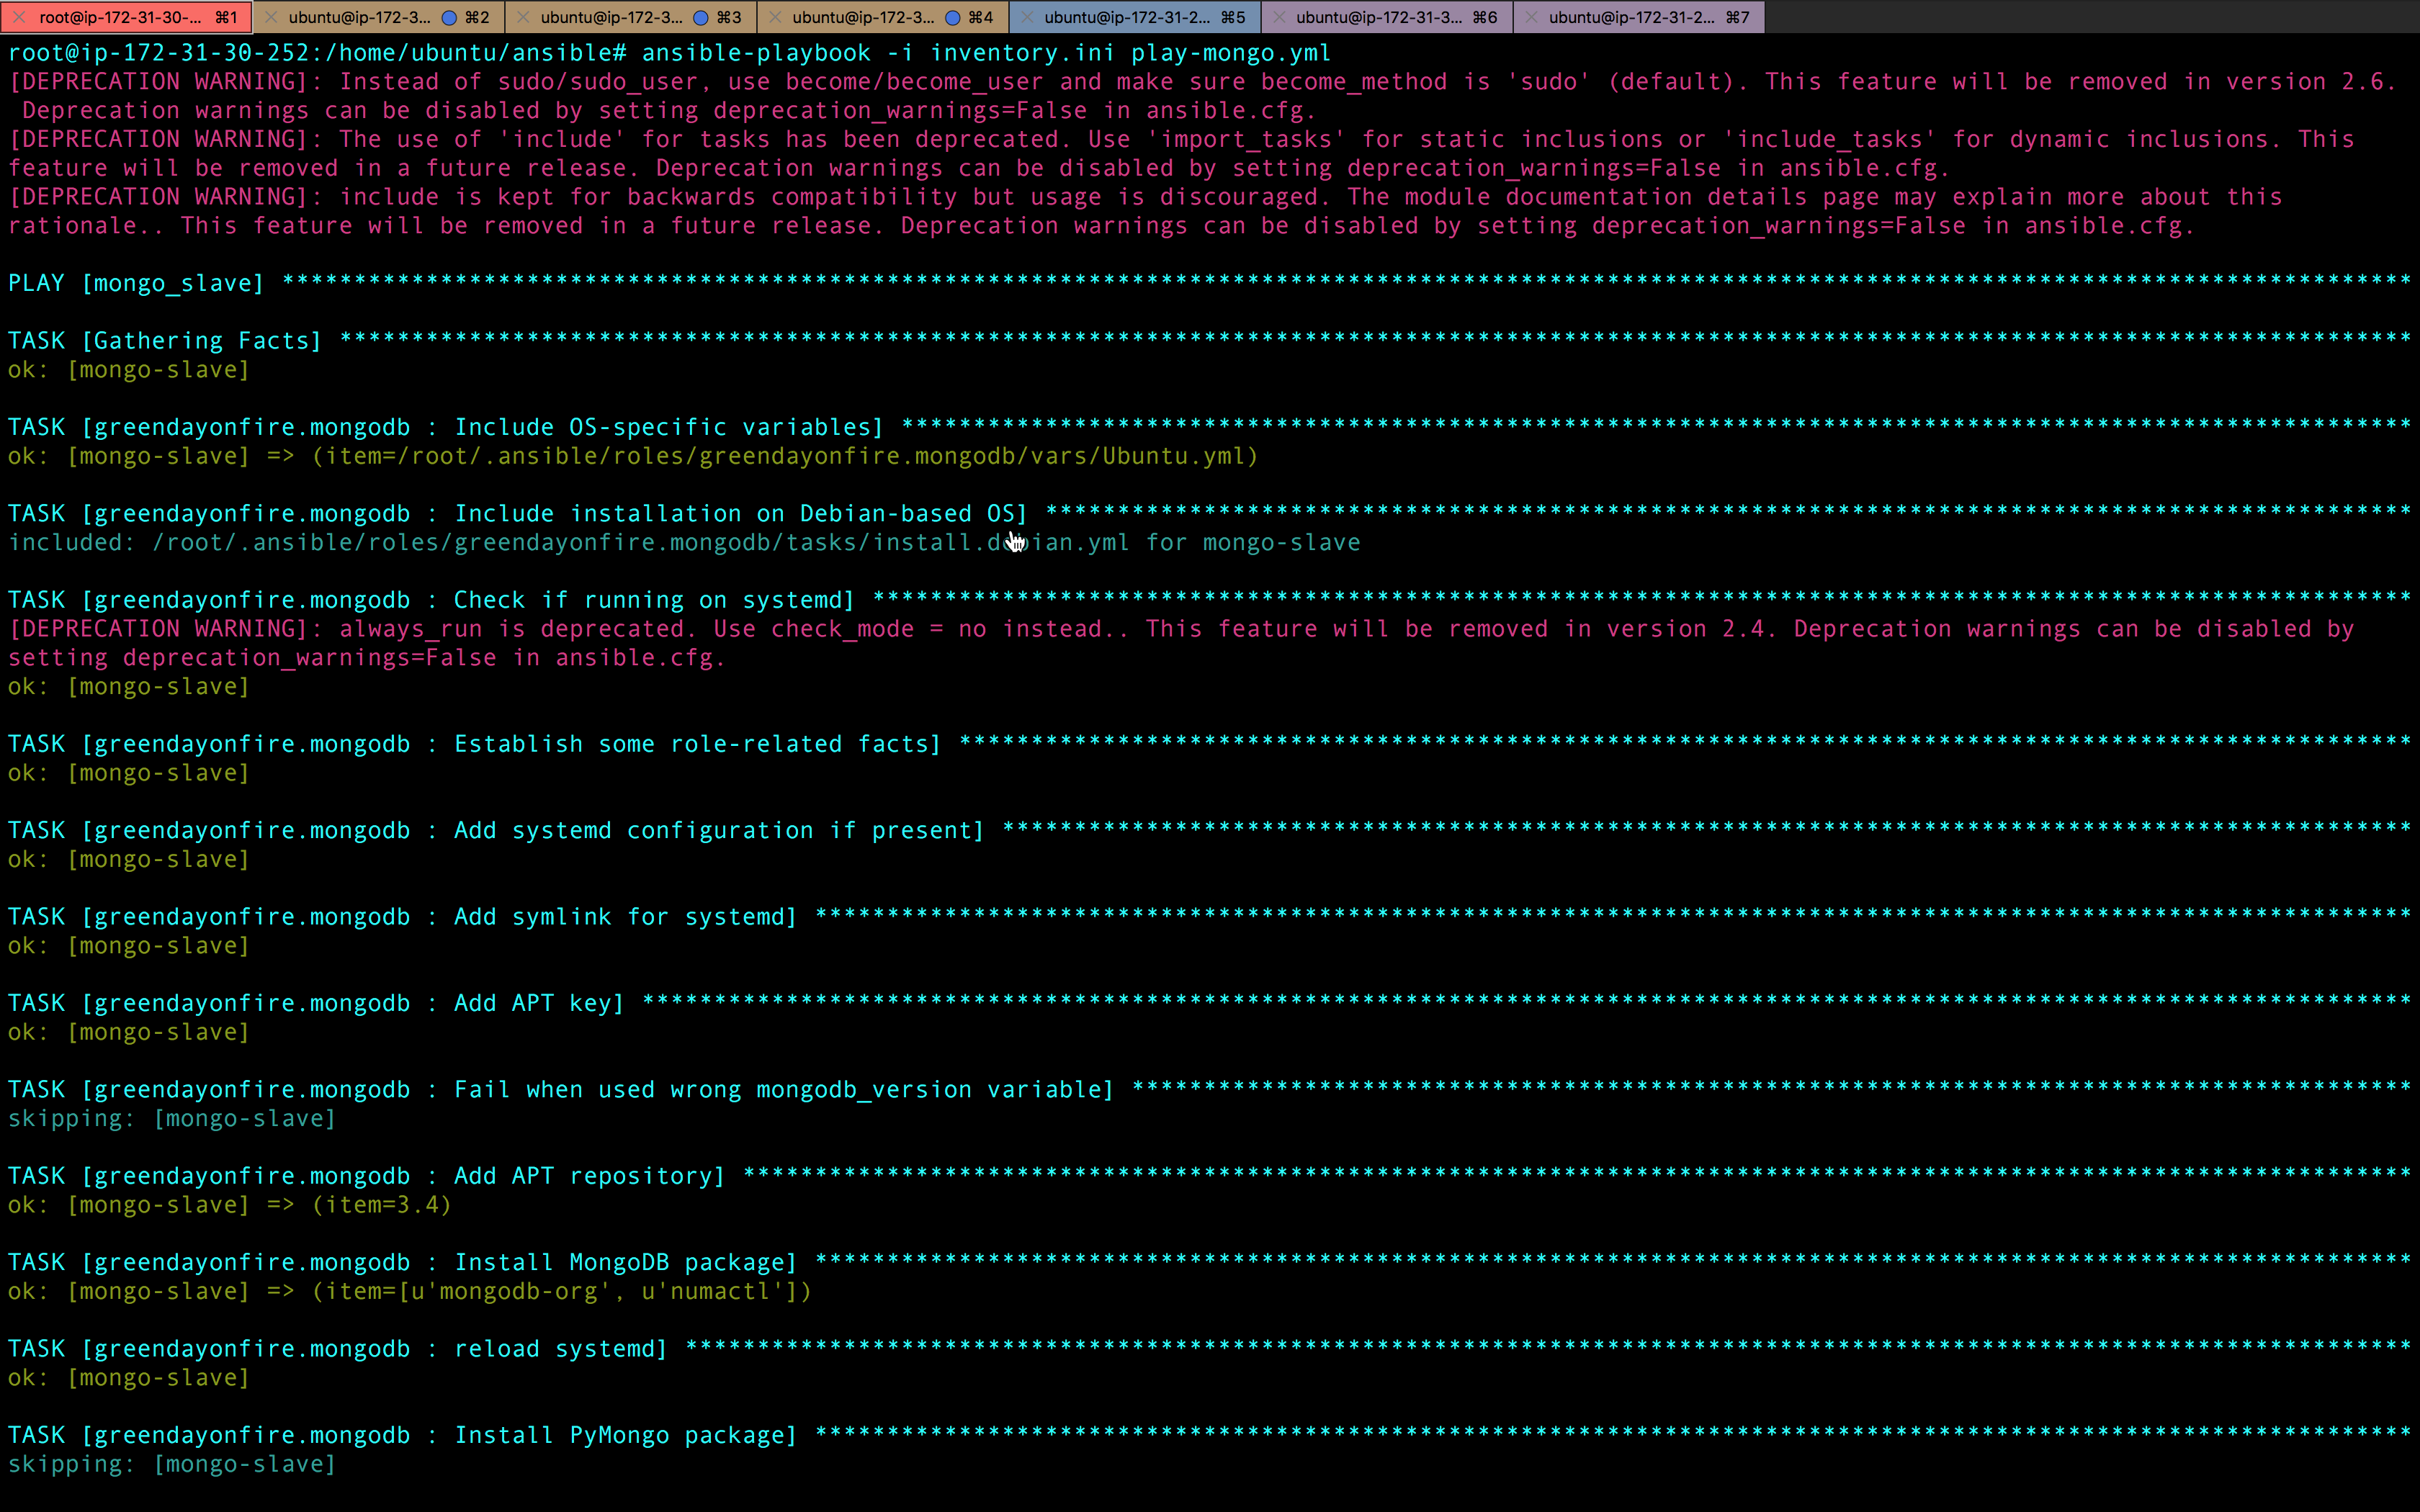 root@ip-172-31-30-... ⌘1 ubuntu@ip-172-3... ⌘2 ubuntu@ip-172-3... ⌘3 ubuntu@ip-172-3... ⌘4 ubuntu@ip-172-31-2... ⌘5 ubuntu@ip-172-31-3... ⌘6 ubuntu@ip-172-31-2... ⌘7
root@ip-172-31-30-252:/home/ubuntu/ansible# ansible-playbook -i inventory.ini play-mongo.yml
[DEPRECATION WARNING]: Instead of sudo/sudo_user, use become/become_user and make sure become_method is 'sudo' (default). This feature will be removed in version 2.6.
Deprecation warnings can be disabled by setting deprecation_warnings=False in ansible.cfg.
[DEPRECATION WARNING]: The use of 'include' for tasks has been deprecated. Use 'import_tasks' for static inclusions or 'include_tasks' for dynamic inclusions. This
feature will be removed in a future release. Deprecation warnings can be disabled by setting deprecation_warnings=False in ansible.cfg.
[DEPRECATION WARNING]: include is kept for backwards compatibility but usage is discouraged. The module documentation details page may explain more about this
rationale.. This feature will be removed in a future release. Deprecation warnings can be disabled by setting deprecation_warnings=False in ansible.cfg.
PLAY [mongo_slave] ****************************************************************************************************************************************************
TASK [Gathering Facts] ************************************************************************************************************************************************
ok: [mongo-slave]
TASK [greendayonfire.mongodb : Include OS-specific variables] *********************************************************************************************************
ok: [mongo-slave] => (item=/root/.ansible/roles/greendayonfire.mongodb/vars/Ubuntu.yml)
TASK [greendayonfire.mongodb : Include installation on Debian-based OS] ***********************************************************************************************
included: /root/.ansible/roles/greendayonfire.mongodb/tasks/install.debian.yml for mongo-slave
TASK [greendayonfire.mongodb : Check if running on systemd] ***********************************************************************************************************
[DEPRECATION WARNING]: always_run is deprecated. Use check_mode = no instead.. This feature will be removed in version 2.4. Deprecation warnings can be disabled by
setting deprecation_warnings=False in ansible.cfg.
ok: [mongo-slave]
TASK [greendayonfire.mongodb : Establish some role-related facts] *****************************************************************************************************
ok: [mongo-slave]
TASK [greendayonfire.mongodb : Add systemd configuration if present] **************************************************************************************************
ok: [mongo-slave]
TASK [greendayonfire.mongodb : Add symlink for systemd] ***************************************************************************************************************
ok: [mongo-slave]
TASK [greendayonfire.mongodb : Add APT key] ***************************************************************************************************************************
ok: [mongo-slave]
TASK [greendayonfire.mongodb : Fail when used wrong mongodb_version variable] *****************************************************************************************
skipping: [mongo-slave]
TASK [greendayonfire.mongodb : Add APT repository] ********************************************************************************************************************
ok: [mongo-slave] => (item=3.4)
TASK [greendayonfire.mongodb : Install MongoDB package] ***************************************************************************************************************
ok: [mongo-slave] => (item=[u'mongodb-org', u'numactl'])
TASK [greendayonfire.mongodb : reload systemd] ************************************************************************************************************************
ok: [mongo-slave]
TASK [greendayonfire.mongodb : Install PyMongo package] ***************************************************************************************************************
skipping: [mongo-slave]